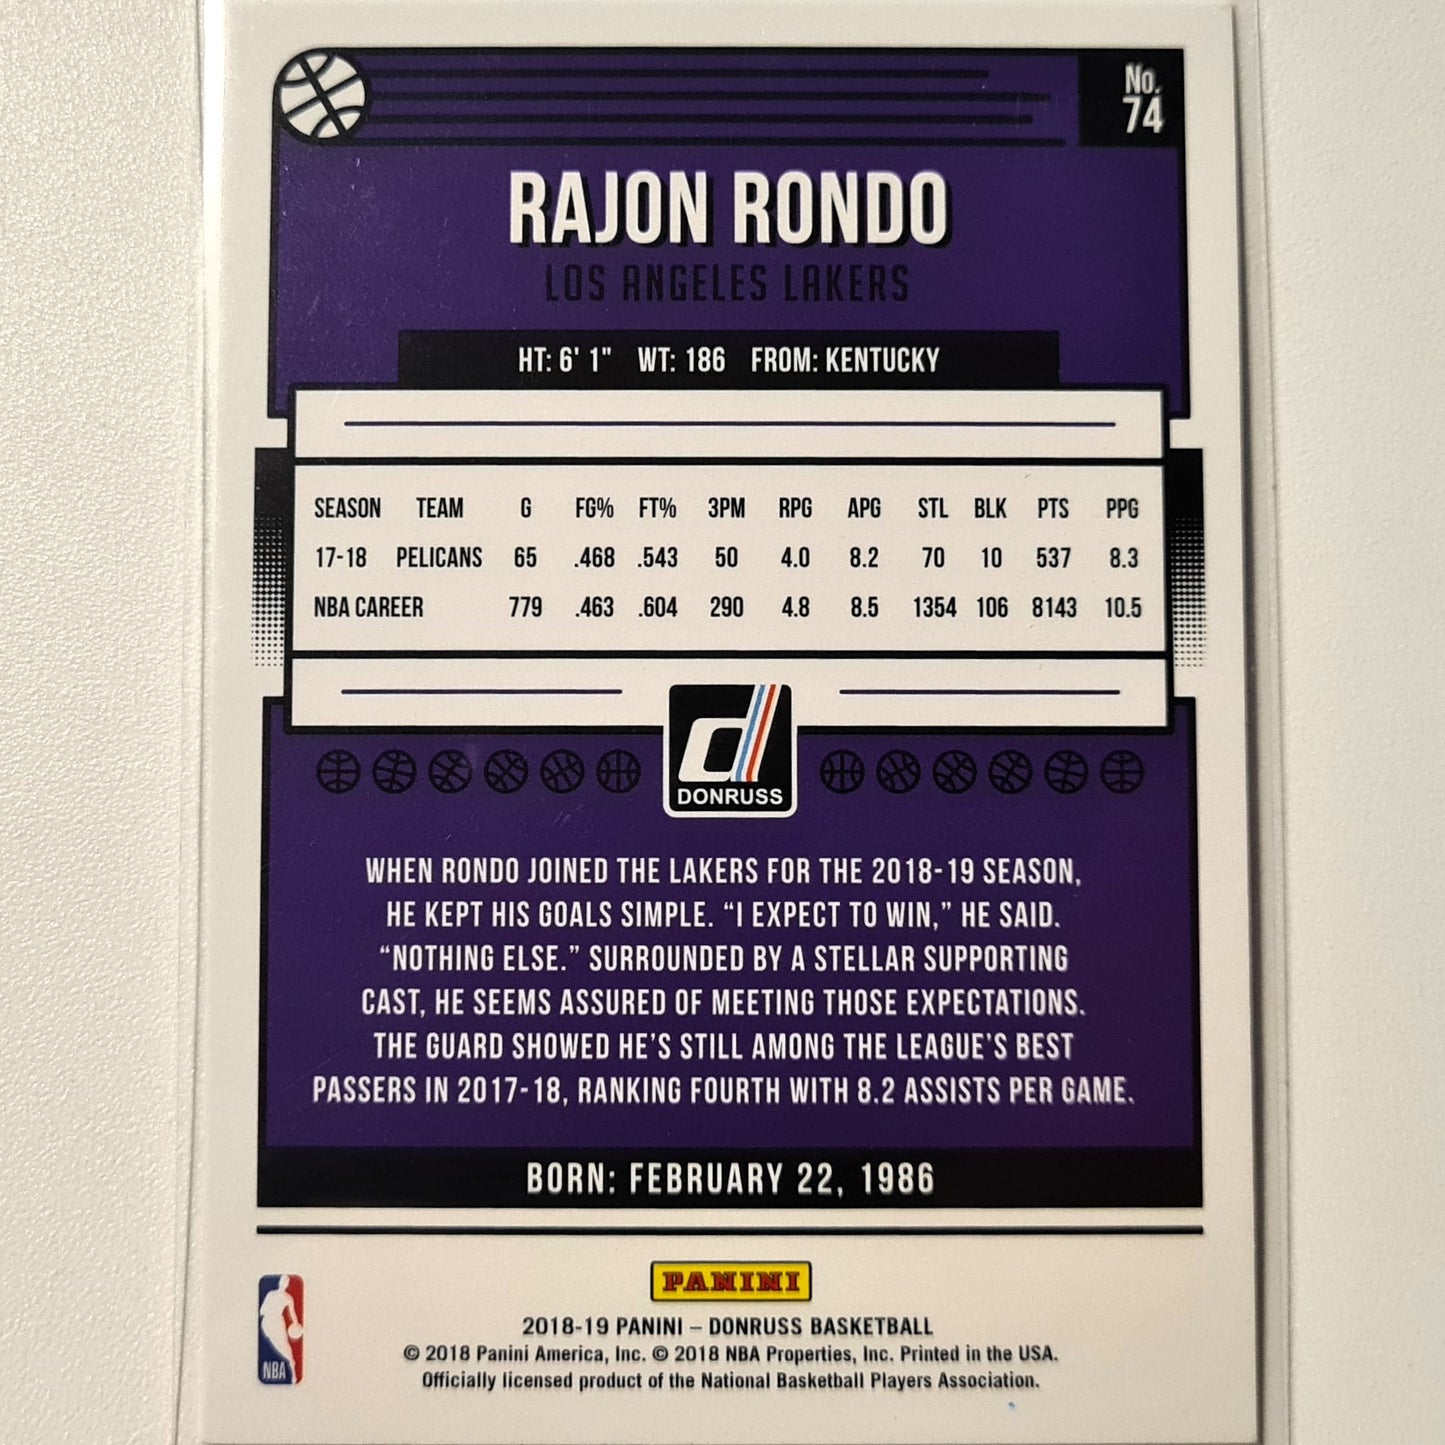 No.
74
RAJON RONDO
LOS ANGELES LAKERS
HT: 6' 1" WT: 186 FROM: KENTUCKY
SEASON TEAM G FG% FT% 3PM RPG APG STL BLK PTS PPG
17-18 PELICANS 65 .468 .543 50 4.0 8.2 70 10 537 8.3
NBA CAREER 779 .463 .604 290 4.8 8.5 1354 106 8143 10.5
d
DONRUSS
WHEN RONDO JOINED THE LAKERS FOR THE 2018-19 SEASON,
HE KEPT HIS GOALS SIMPLE. “I EXPECT TO WIN,” HE SAID.
“NOTHING ELSE.” SURROUNDED BY A STELLAR SUPPORTING
CAST, HE SEEMS ASSURED OF MEETING THOSE EXPECTATIONS.
THE GUARD SHOWED HE’S STILL AMONG THE LEAGUE’S BEST
PASSERS IN 2017-18, RANKING FOURTH WITH 8.2 ASSISTS PER GAME.
BORN: FEBRUARY 22, 1986
PANINI
NBA
2018-19 PANINI – DONRUSS BASKETBALL
© 2018 Panini America, Inc. © 2018 NBA Properties, Inc. Printed in the USA.
Officially licensed product of the National Basketball Players Association.